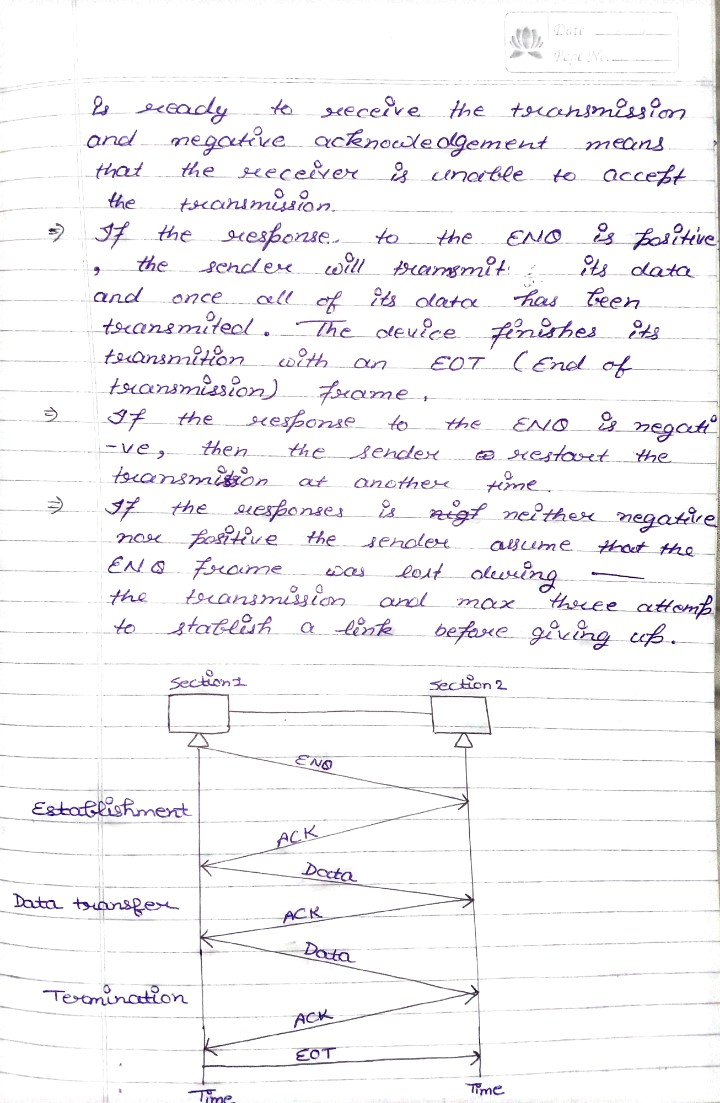 Date
Page No.
is ready to receive the transmission
and negative acknowledgement means
that the receiver is unable to accept
the transmission.
⇒ If the response. to the ENQ is positive
, the sender will tramsmit its data
and once all of its data has been
transmited. The device finishes its
transmition with an EOT (End of
transmission) frame,
⇒ If the response to the ENQ is negati
-ve, then the sender restart the
transmission at another time.
⇒ If the responses is neither negative
nor positive the sender assume that the
ENQ frame was lost during —
the transmission and max three attemp
to stablish a link before giving up.
Section1 Section 2
ENQ
Establishment
ACK
Data
Data transfer
ACK
Data
Termination
ACK
EOT
Time Time